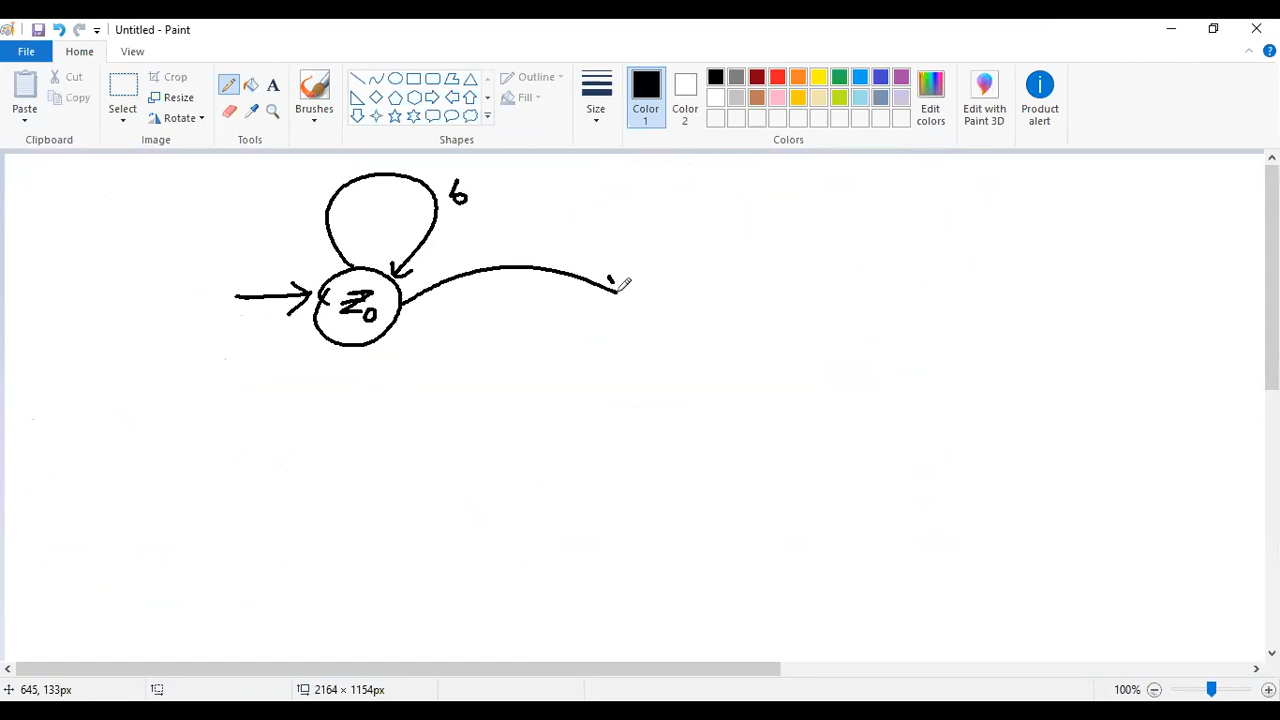 Untitled - Paint
File Home View
Paste
Cut
Copy
Clipboard
Select
Crop
Resize
Rotate
Image
A
Tools
Brushes
Outline
Fill
Shapes
Size
Color 1
Color 2
Edit colors
Colors
Edit with Paint 3D
Product alert
b
Z0
645, 133px
2164 × 1154px
100%